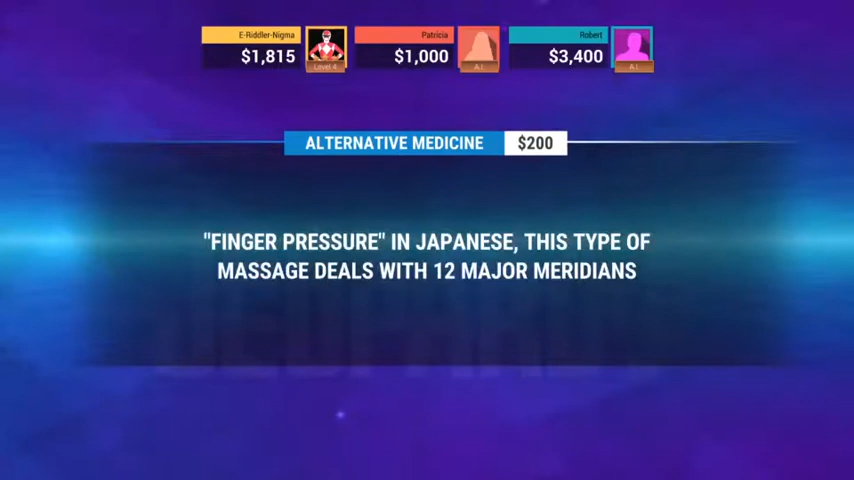 E-Riddler-Nigma
$1,815
Level 4
Patricia
$1,000
A.I.
Robert
$3,400
A.I.
ALTERNATIVE MEDICINE $200
"FINGER PRESSURE" IN JAPANESE, THIS TYPE OF
MASSAGE DEALS WITH 12 MAJOR MERIDIANS
JEOPARDY